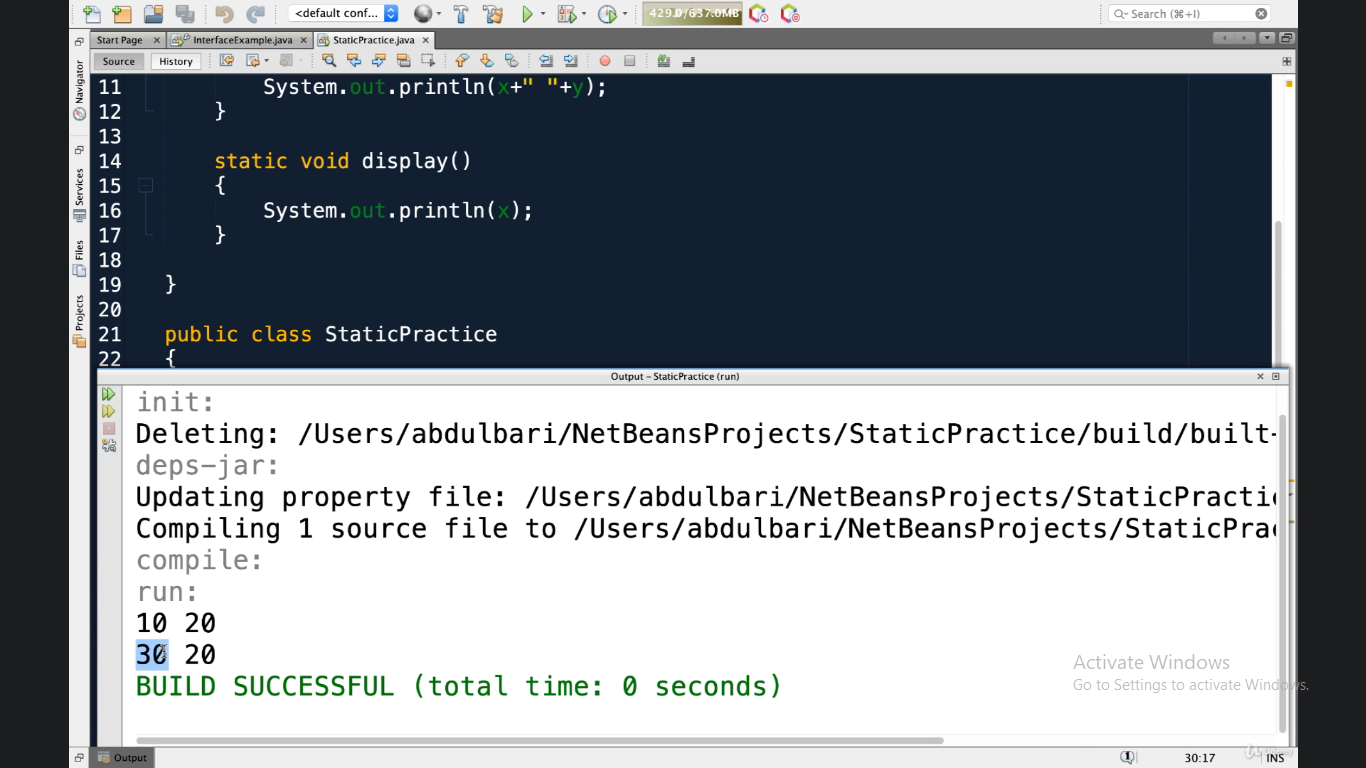 <default conf...
429.0/637.0MB
Search (⌘+I)
Start Page
InterfaceExample.java
StaticPractice.java
Source
History
Navigator
Services
Files
Projects
11 System.out.println(x+" "+y);
12 }
13
14 static void display()
15 {
16 System.out.println(x);
17 }
18
19 }
20
21 public class StaticPractice
22 {
Output – StaticPractice (run)
init:
Deleting: /Users/abdulbari/NetBeansProjects/StaticPractice/build/built-
deps-jar:
Updating property file: /Users/abdulbari/NetBeansProjects/StaticPractic
Compiling 1 source file to /Users/abdulbari/NetBeansProjects/StaticPra
compile:
run:
10 20
30 20
BUILD SUCCESSFUL (total time: 0 seconds)
Activate Windows
Go to Settings to activate Windows.
Output
1
30:17
INS